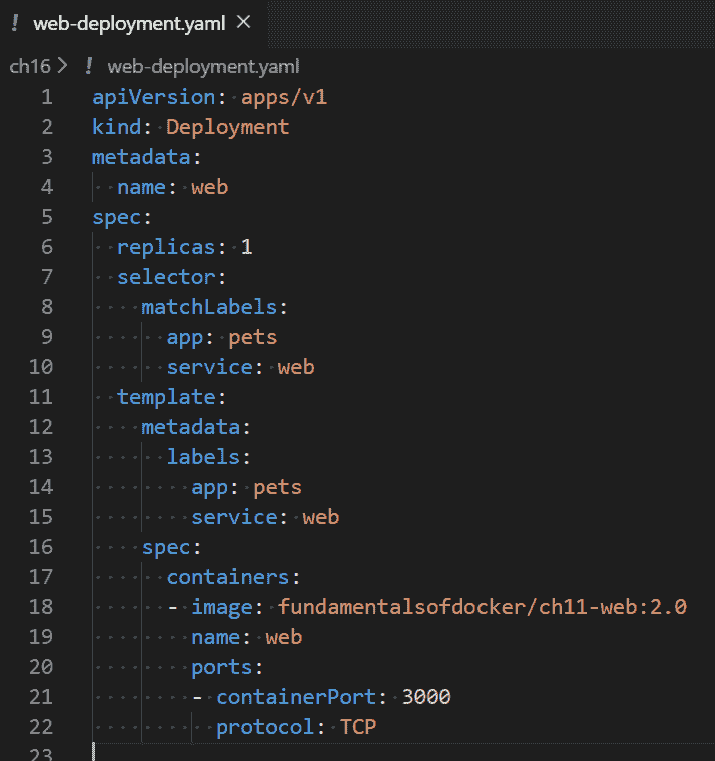 ! web-deployment.yaml ×
ch16 > ! web-deployment.yaml
1 apiVersion: apps/v1
2 kind: Deployment
3 metadata:
4   name: web
5 spec:
6   replicas: 1
7   selector:
8     matchLabels:
9       app: pets
10       service: web
11   template:
12     metadata:
13       labels:
14         app: pets
15         service: web
16     spec:
17       containers:
18       - image: fundamentalsofdocker/ch11-web:2.0
19         name: web
20         ports:
21         - containerPort: 3000
22           protocol: TCP
23